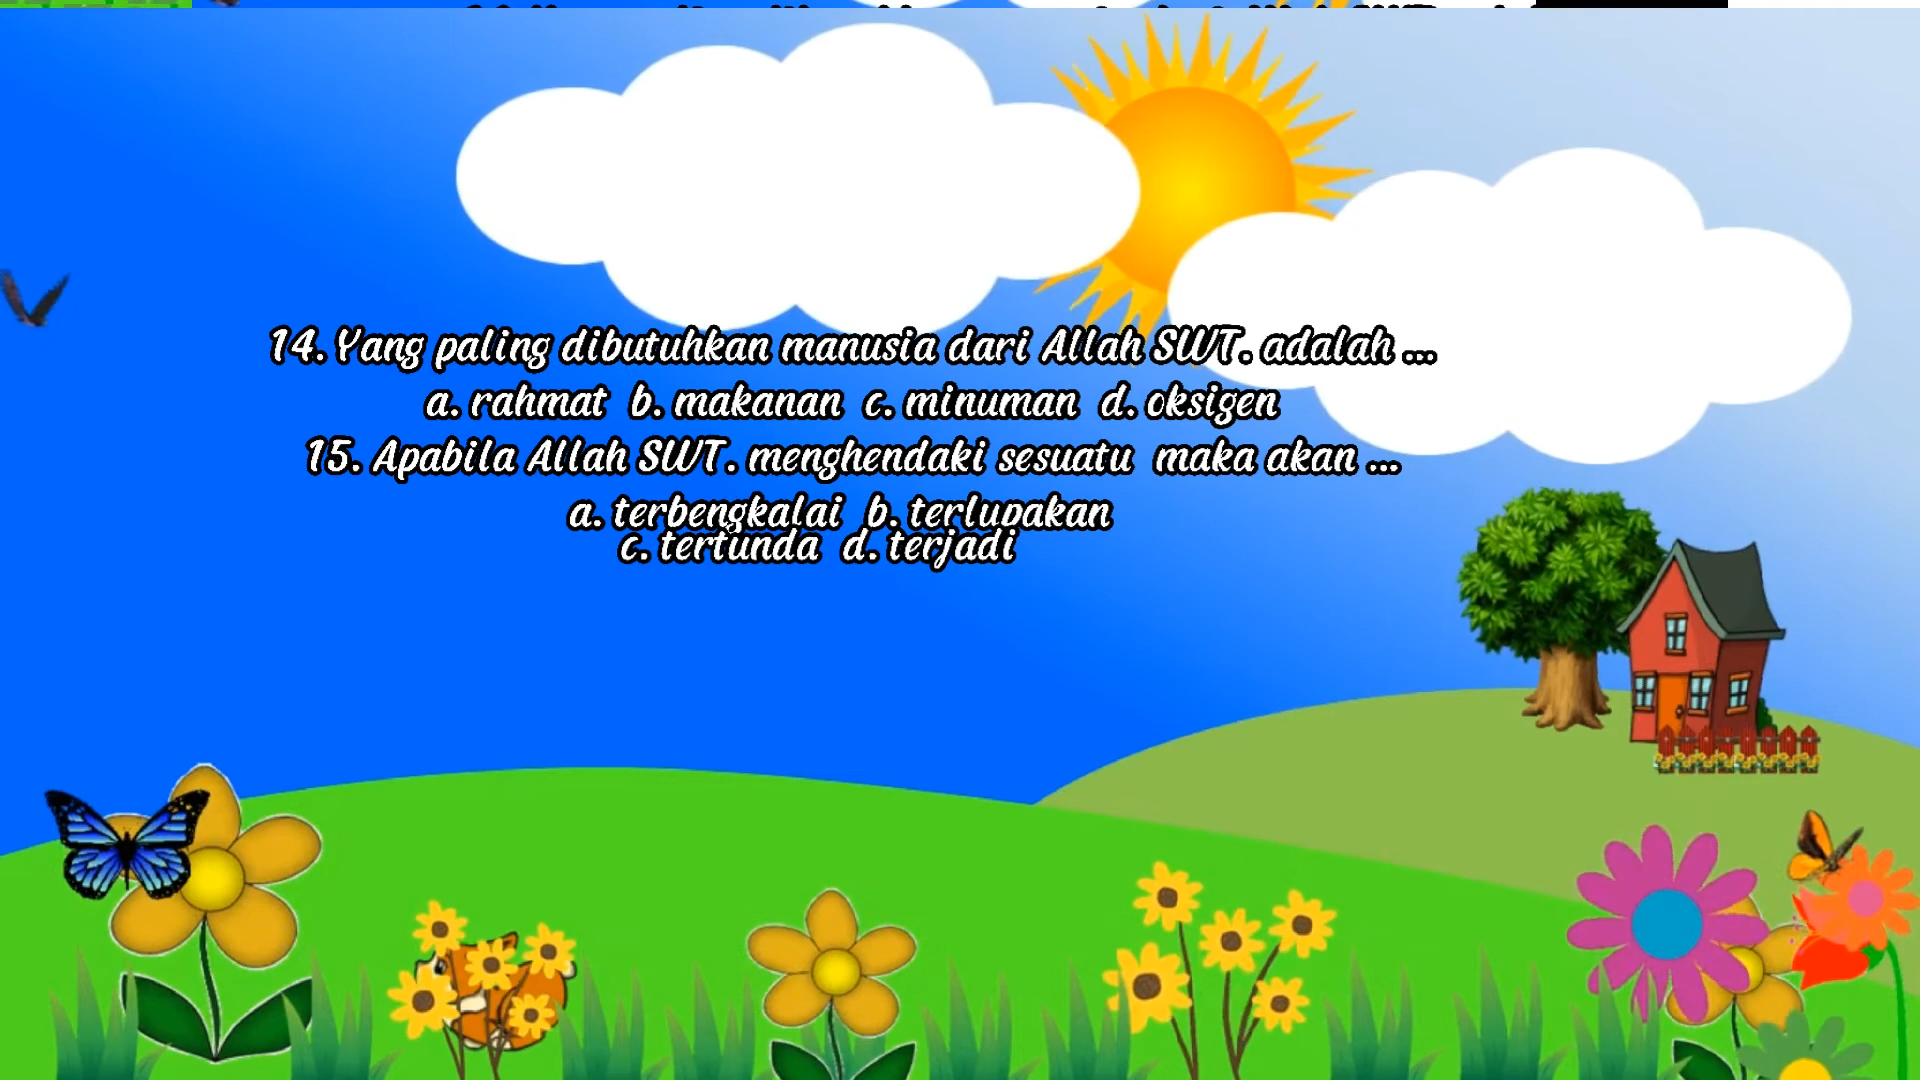 14. Yang paling dibutuhkan manusia dari Allah SWT. adalah ...
a. rahmat b. makanan c. minuman d. oksigen
15. Apabila Allah SWT. menghendaki sesuatu maka akan ...
a. terbengkalai b. terlupakan
c. tertunda d. terjadi